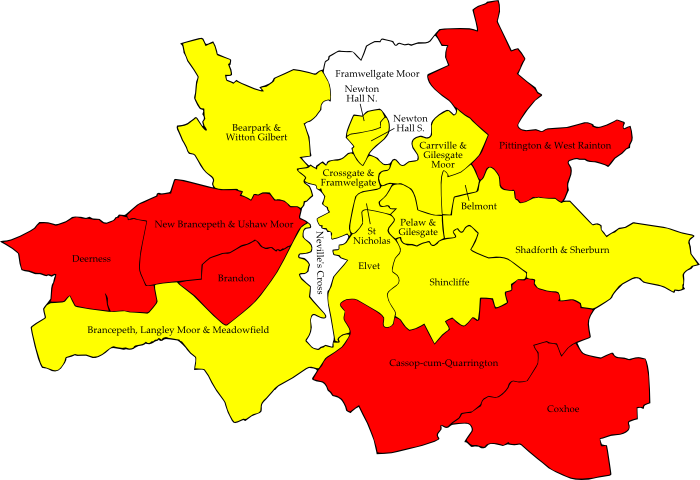 Framwellgate Moor
Newton
Hall N.
Newton
Hall S.
Bearpark &
Witton Gilbert
Carrville &
Gilesgate
Moor
Pittington & West Rainton
Crossgate &
Framwelgate
Belmont
New Brancepeth & Ushaw Moor
St
Nicholas
Pelaw &
Gilesgate
Shadforth & Sherburn
Deerness
Neville's Cross
Elvet
Brandon
Shincliffe
Brancepeth, Langley Moor & Meadowfield
Cassop-cum-Quarrington
Coxhoe